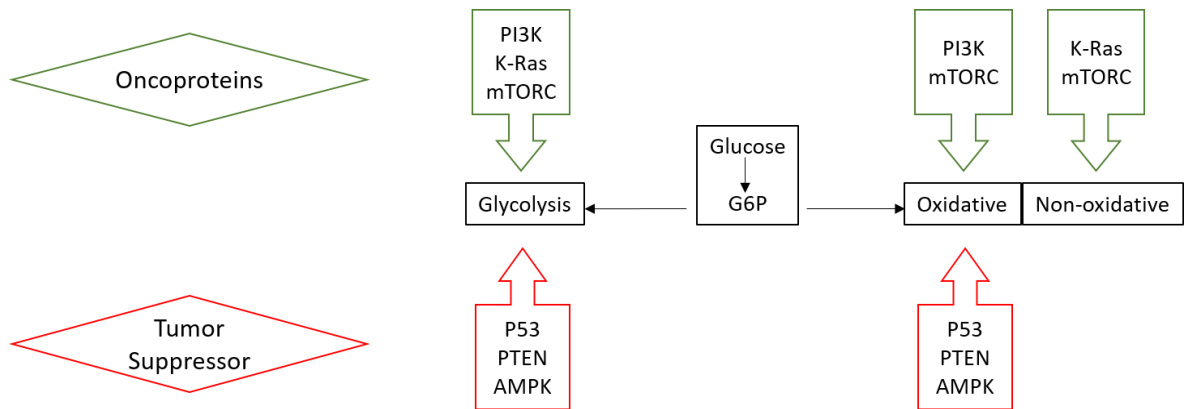 Oncoproteins
PI3K
K-Ras
mTORC
PI3K
mTORC
K-Ras
mTORC
Glucose
G6P
Glycolysis
Oxidative
Non-oxidative
Tumor
Suppressor
P53
PTEN
AMPK
P53
PTEN
AMPK